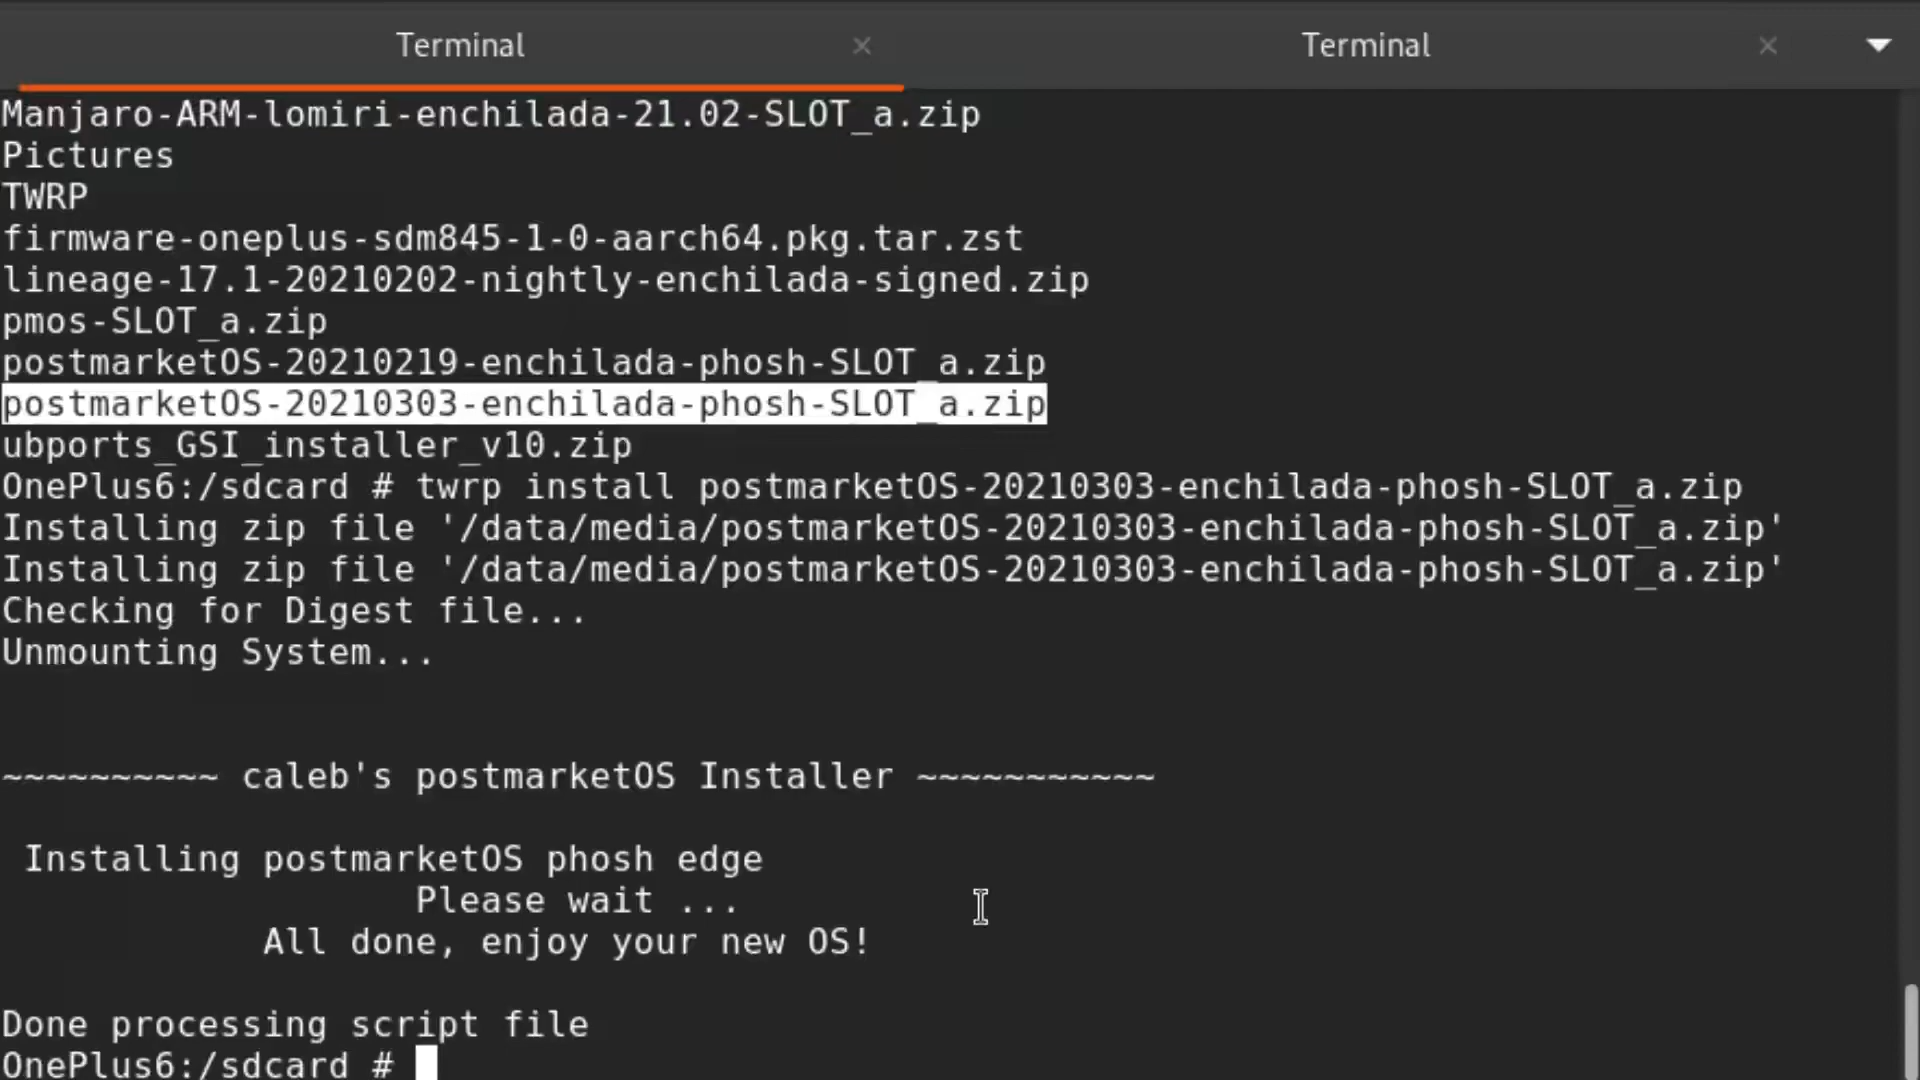 Terminal × Terminal ×
Manjaro-ARM-lomiri-enchilada-21.02-SLOT_a.zip
Pictures
TWRP
firmware-oneplus-sdm845-1-0-aarch64.pkg.tar.zst
lineage-17.1-20210202-nightly-enchilada-signed.zip
pmos-SLOT_a.zip
postmarketOS-20210219-enchilada-phosh-SLOT_a.zip
postmarketOS-20210303-enchilada-phosh-SLOT_a.zip
ubports_GSI_installer_v10.zip
OnePlus6:/sdcard # twrp install postmarketOS-20210303-enchilada-phosh-SLOT_a.zip
Installing zip file '/data/media/postmarketOS-20210303-enchilada-phosh-SLOT_a.zip'
Installing zip file '/data/media/postmarketOS-20210303-enchilada-phosh-SLOT_a.zip'
Checking for Digest file...
Unmounting System...
~~~~~~~~~~ caleb's postmarketOS Installer ~~~~~~~~~~~
Installing postmarketOS phosh edge
Please wait ...
All done, enjoy your new OS!
Done processing script file
OnePlus6:/sdcard #